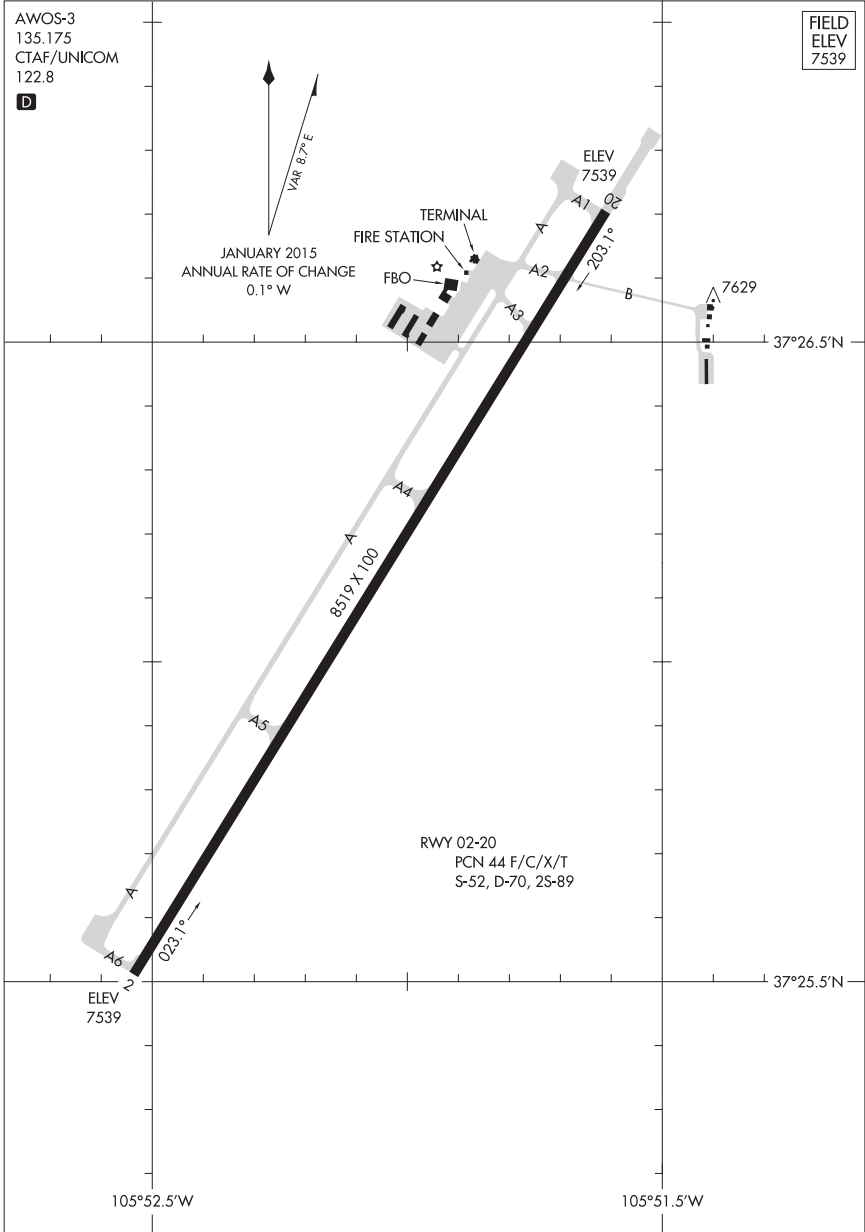 AWOS-3
135.175
CTAF/UNICOM
122.8
D
FIELD
ELEV
7539
VAR 8.7° E
JANUARY 2015
ANNUAL RATE OF CHANGE
0.1° W
ELEV
7539
A1
20
TERMINAL
A
FIRE STATION
203.1°
A2
FBO
B
7629
A3
37°26.5'N
A4
A
8519 X 100
A5
RWY 02-20
PCN 44 F/C/X/T
S-52, D-70, 2S-89
A
023.1°
A6
2
37°25.5'N
ELEV
7539
105°52.5'W
105°51.5'W